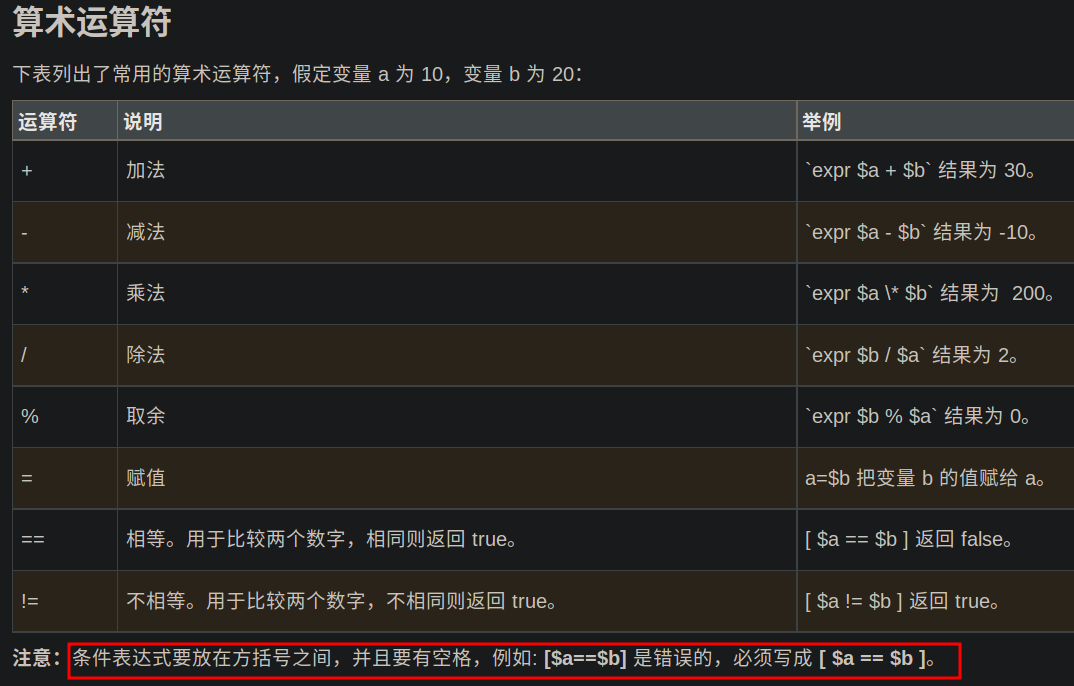 算术运算符
下表列出了常用的算术运算符，假定变量 a 为 10，变量 b 为 20：
运算符 说明 举例
+ 加法 `expr $a + $b` 结果为 30。
- 减法 `expr $a - $b` 结果为 -10。
* 乘法 `expr $a \* $b` 结果为  200。
/ 除法 `expr $b / $a` 结果为 2。
% 取余 `expr $b % $a` 结果为 0。
= 赋值 a=$b 把变量 b 的值赋给 a。
== 相等。用于比较两个数字，相同则返回 true。 [ $a == $b ] 返回 false。
!= 不相等。用于比较两个数字，不相同则返回 true。 [ $a != $b ] 返回 true。
注意：条件表达式要放在方括号之间，并且要有空格，例如: [$a==$b] 是错误的，必须写成 [ $a == $b ]。